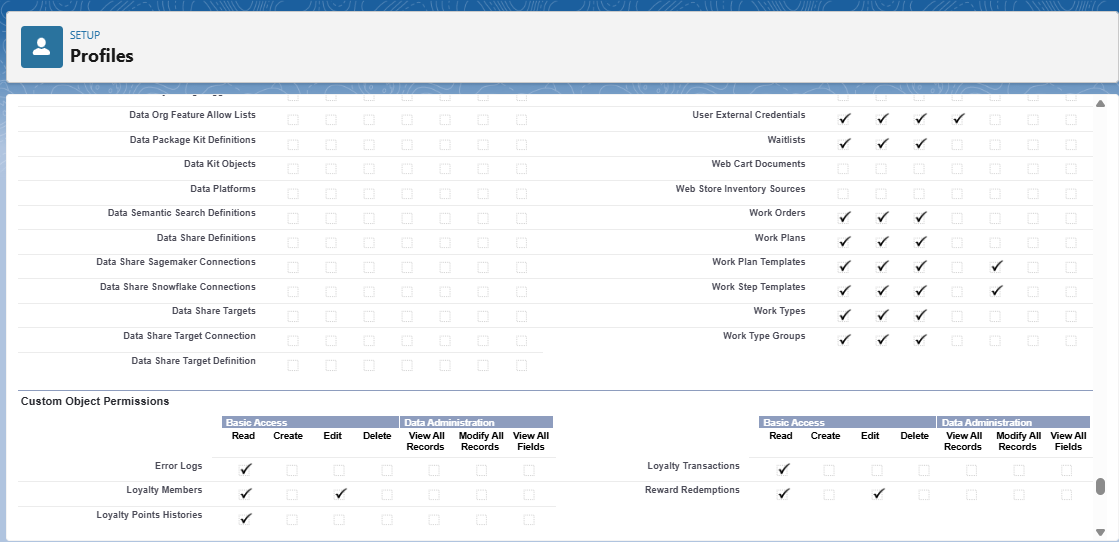 SETUP
Profiles
Data Org Feature Allow Lists
User External Credentials
Data Package Kit Definitions
Waitlists
Data Kit Objects
Web Cart Documents
Data Platforms
Web Store Inventory Sources
Data Semantic Search Definitions
Work Orders
Data Share Definitions
Work Plans
Data Share Sagemaker Connections
Work Plan Templates
Data Share Snowflake Connections
Work Step Templates
Data Share Targets
Work Types
Data Share Target Connection
Work Type Groups
Data Share Target Definition
Custom Object Permissions
Basic Access Data Administration
Read Create Edit Delete View All Records Modify All Records View All Fields
Basic Access Data Administration
Read Create Edit Delete View All Records Modify All Records View All Fields
Error Logs
Loyalty Transactions
Loyalty Members
Reward Redemptions
Loyalty Points Histories